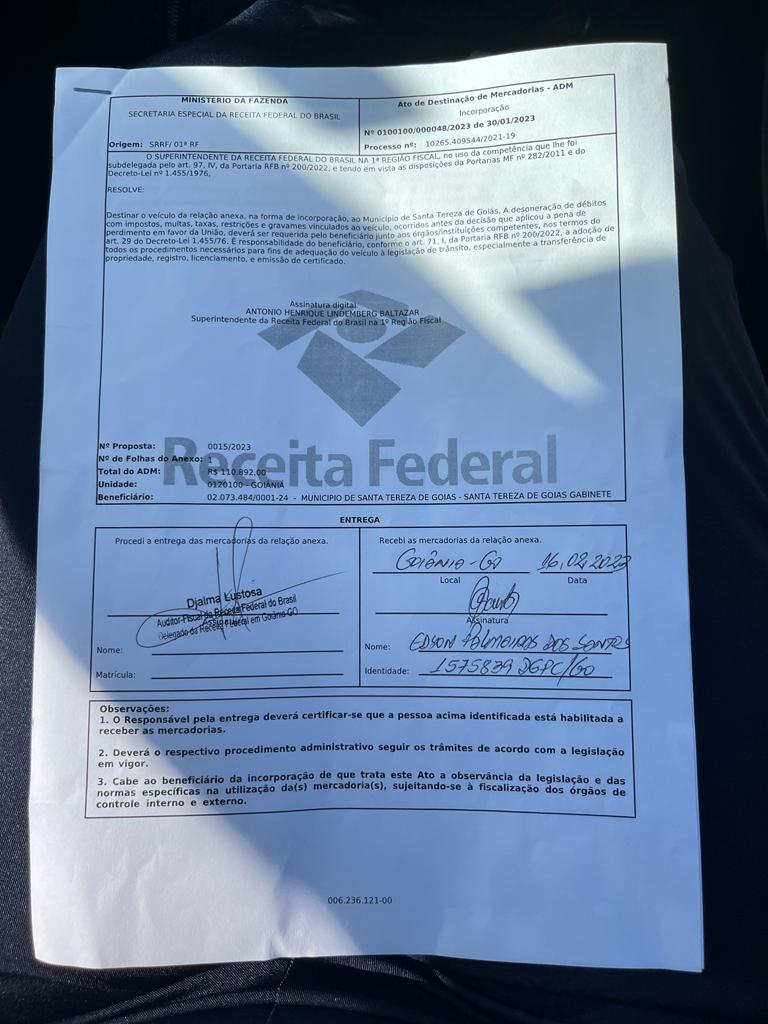 MINISTÉRIO DA FAZENDA
SECRETARIA ESPECIAL DA RECEITA FEDERAL DO BRASIL
Origem: SRRF/ 01ª RF
Ato de Destinação de Mercadorias - ADM
Incorporação
Nº 0100100/000048/2023 de 30/01/2023
Processo nº: 10265.409544/2021-19
O SUPERINTENDENTE DA RECEITA FEDERAL DO BRASIL NA 1ª REGIÃO FISCAL, no uso da competência que lhe foi
subdelegada pelo art. 97, IV, da Portaria RFB nº 200/2022, e tendo em vista as disposições da Portarias MF nº 282/2011 e do
Decreto-Lei nº 1.455/1976,
RESOLVE:
Destinar o veículo da relação anexa, na forma de incorporação, ao Município de Santa Tereza de Goiás. A desoneração de débitos
com impostos, multas, taxas, restrições e gravames vinculados ao veículo, ocorridos antes da decisão que aplicou a pena de
perdimento em favor da União, deverá ser requerida pelo beneficiário junto aos órgãos/instituições competentes, nos termos do
art. 29 do Decreto-Lei 1.455/76. É responsabilidade do beneficiário, conforme o art. 71, I, da Portaria RFB nº 200/2022, a adoção de
todos os procedimentos necessários para fins de adequação do veículo à legislação de trânsito, especialmente a transferência de
propriedade, registro, licenciamento, e emissão de certificado.
Assinatura digital
ANTONIO HENRIQUE LINDEMBERG BALTAZAR
Superintendente da Receita Federal do Brasil na 1ª Região Fiscal
Receita Federal
Nº Proposta: 0015/2023
Nº de Folhas do Anexo: 1
Total do ADM: R$ 110.892,00
Unidade: 0120100 - GOIÂNIA
Beneficiário: 02.073.484/0001-24 - MUNICIPIO DE SANTA TEREZA DE GOIAS - SANTA TEREZA DE GOIAS GABINETE
ENTREGA
Procedi a entrega das mercadorias da relação anexa.
Djalma Lustosa
Auditor-Fiscal da Receita Federal do Brasil
Assinatura
Delegado da Receita Federal em Goiânia-GO
Nome:
Matrícula:
Recebi as mercadorias da relação anexa.
GOIÂNIA-GO 16,02,2023
Local Data
Assinatura
Nome: EDSON PALMEIROS DOS SANTOS
Identidade: 1575839 DGPC/GO
Observações:
1. O Responsável pela entrega deverá certificar-se que a pessoa acima identificada está habilitada a
receber as mercadorias.
2. Deverá o respectivo procedimento administrativo seguir os trâmites de acordo com a legislação
em vigor.
3. Cabe ao beneficiário da incorporação de que trata este Ato a observância da legislação e das
normas específicas na utilização da(s) mercadoria(s), sujeitando-se à fiscalização dos órgãos de
controle interno e externo.
006.236.121-00